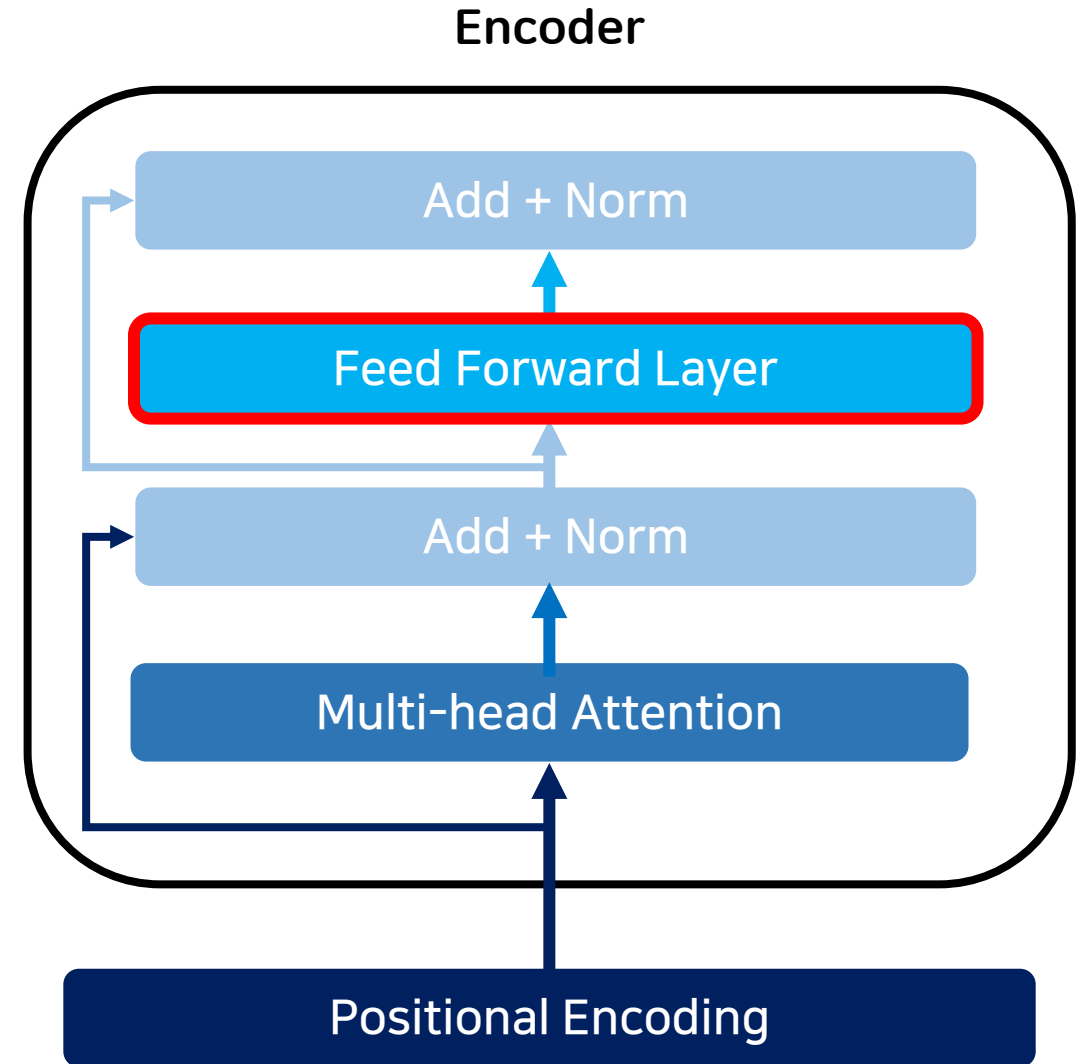 Encoder
Add + Norm
Feed Forward Layer
Add + Norm
Multi-head Attention
Positional Encoding